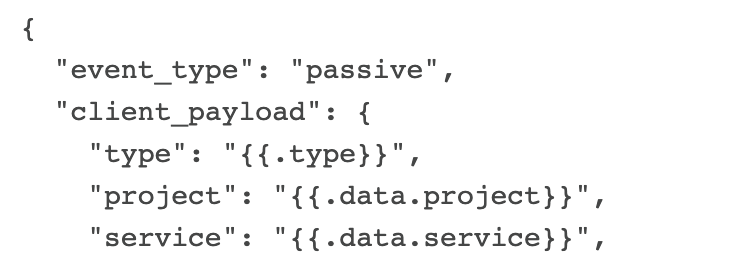 {
"event_type": "passive",
"client_payload": {
"type": "{{.type}}",
"project": "{{.data.project}}",
"service": "{{.data.service}}",